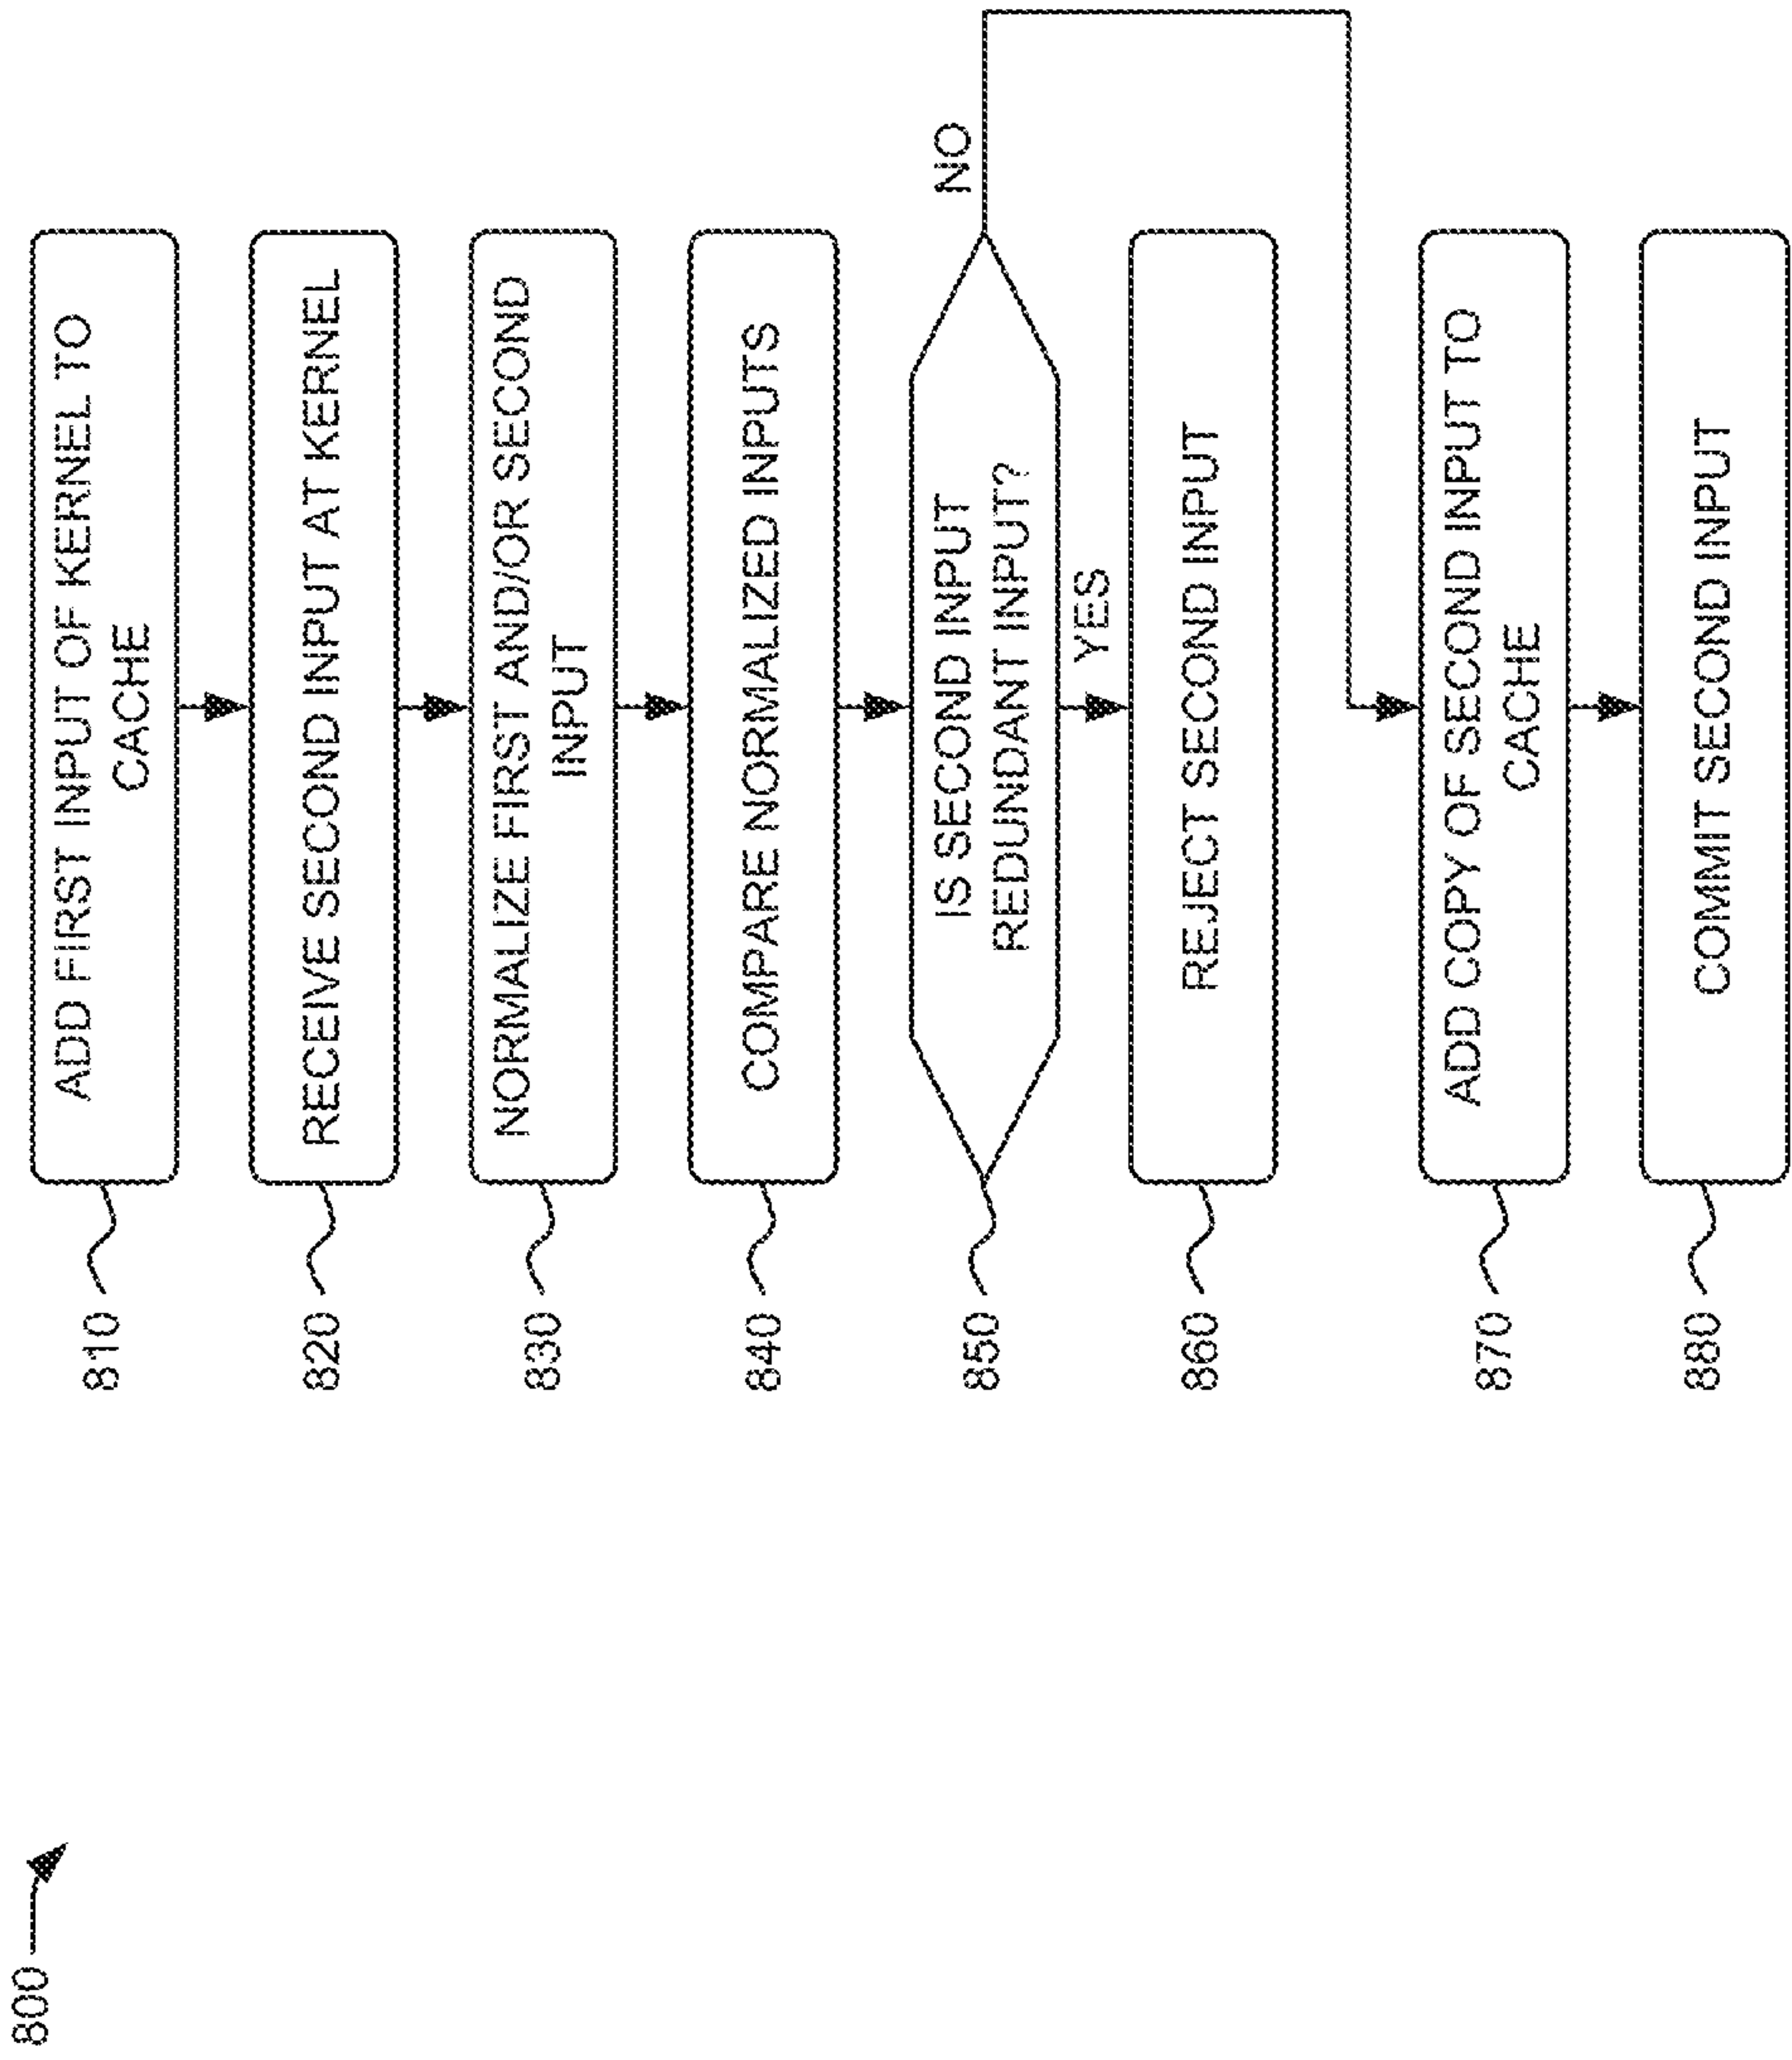 800
810
ADD FIRST INPUT OF KERNEL TO
CACHE
820
RECEIVE SECOND INPUT AT KERNEL
830
NORMALIZE FIRST AND/OR SECOND
INPUT
840
COMPARE NORMALIZED INPUTS
850
IS SECOND INPUT
REDUNDANT INPUT?
NO
YES
860
REJECT SECOND INPUT
870
ADD COPY OF SECOND INPUT TO
CACHE
880
COMMIT SECOND INPUT